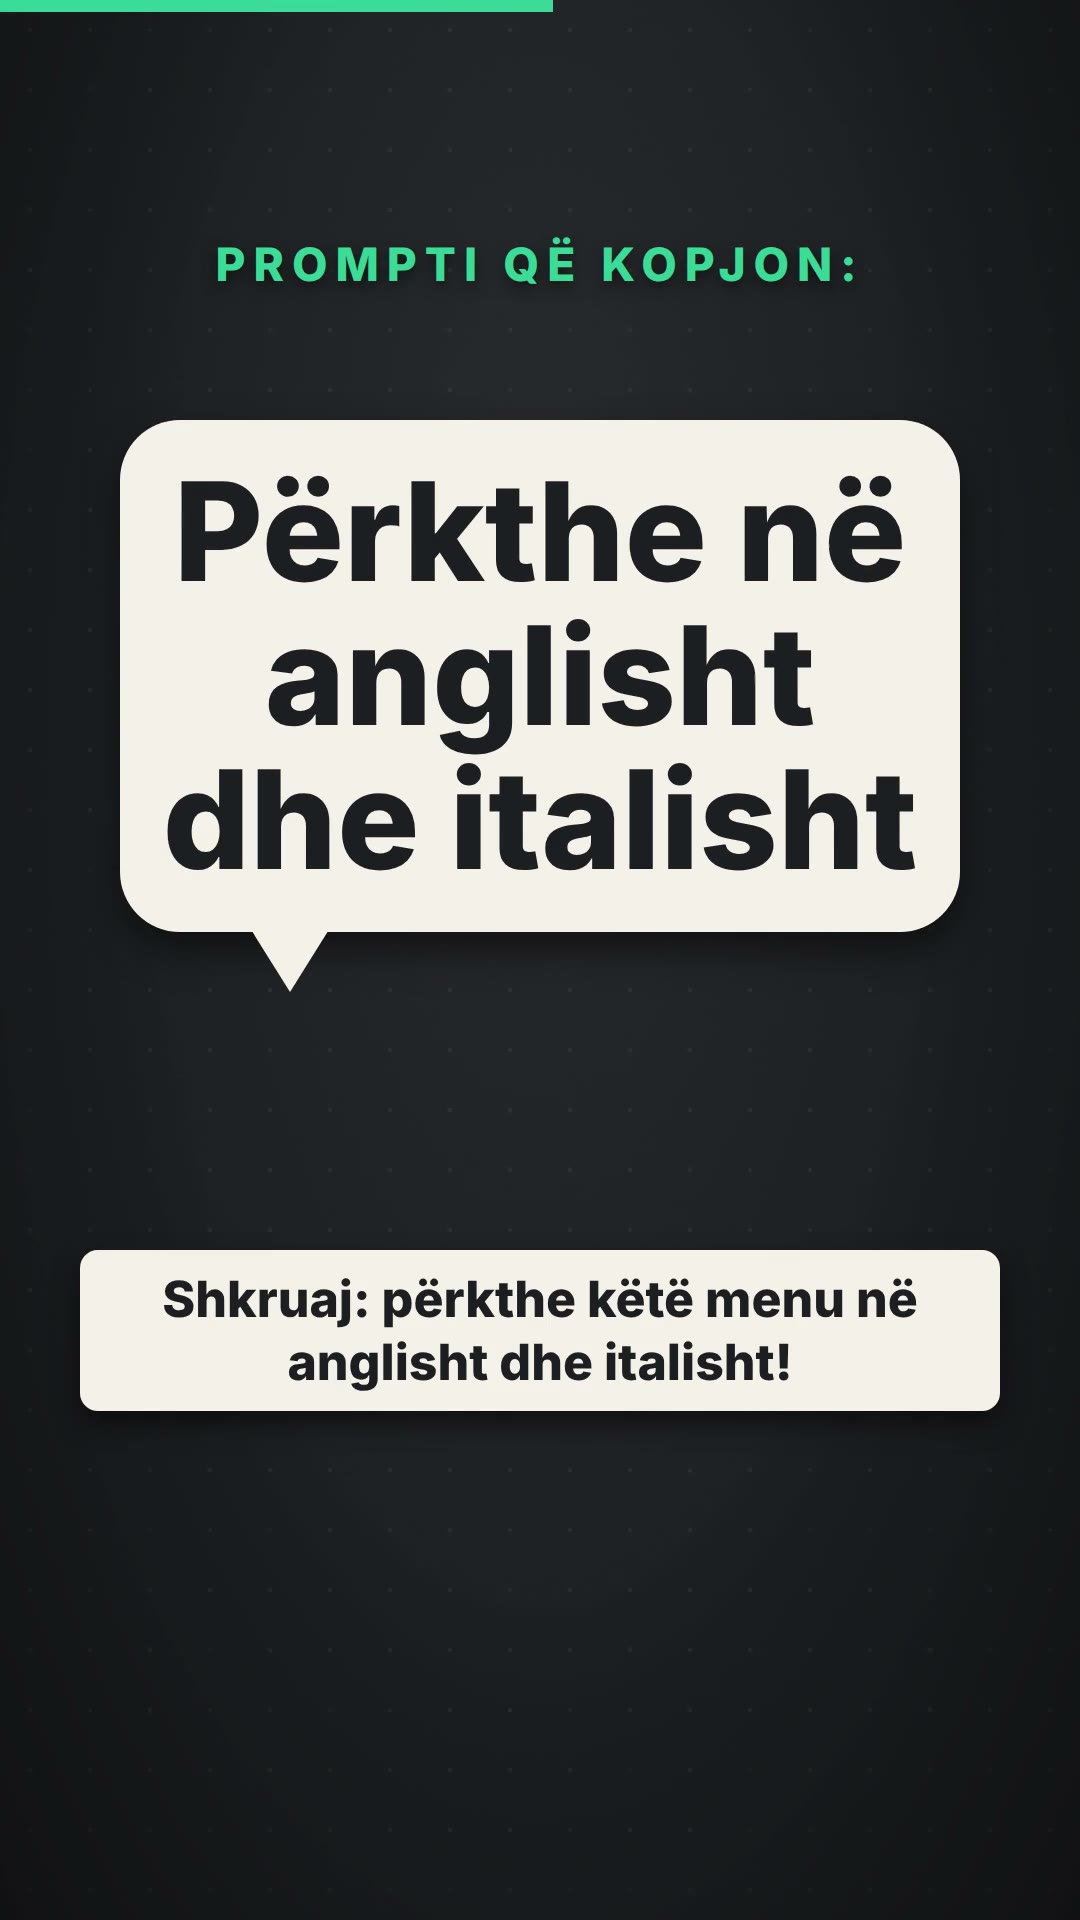 PROMPTI QË KOPJON:
Përkthe në
anglisht
dhe italisht
Shkruaj: përkthe këtë menu në
anglisht dhe italisht!